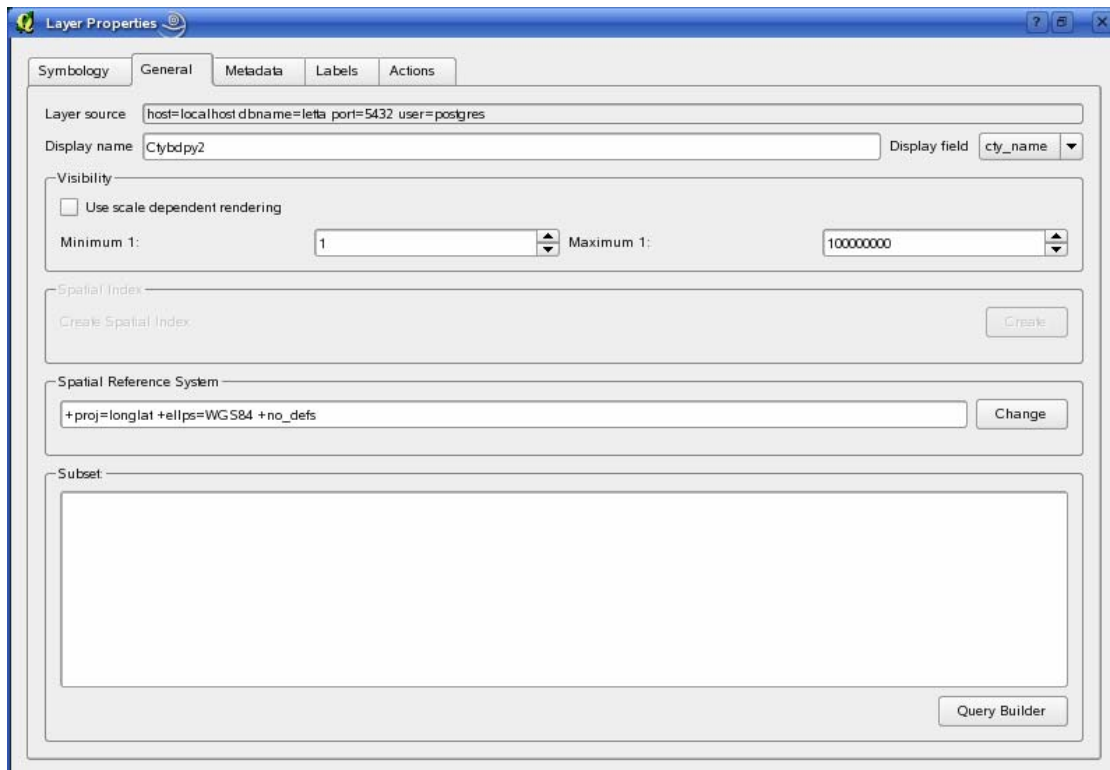 Layer Properties
Symbology General Metadata Labels Actions
Layer source host=localhost dbname=letta port=5432 user=postgres
Display name Ctybdpy2 Display field cty_name
Visibility
Use scale dependent rendering
Minimum 1: 1 Maximum 1: 100000000
Spatial Index
Create Spatial Index Create
Spatial Reference System
+proj=longlat +ellps=WGS84 +no_defs Change
Subset
Query Builder